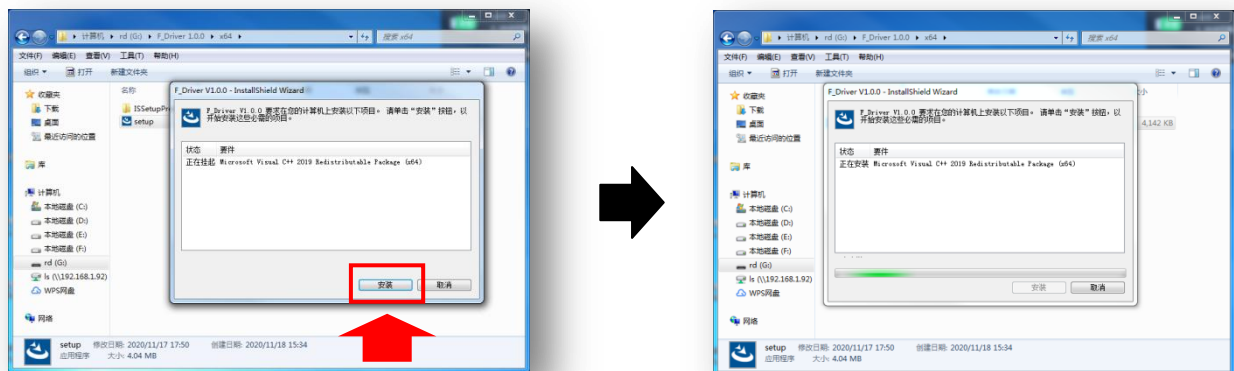 计算机 ▸ rd (G:) ▸ F_Driver 1.0.0 ▸ x64 ▸
搜索 x64
文件(F) 编辑(E) 查看(V) 工具(T) 帮助(H)
组织 打开 新建文件夹
收藏夹
下载
桌面
最近访问的位置
库
计算机
本地磁盘 (C:)
本地磁盘 (D:)
本地磁盘 (E:)
本地磁盘 (F:)
rd (G:)
ls (\\192.168.1.92)
WPS网盘
网络
名称
ISSetupPr
setup
F_Driver V1.0.0 - InstallShield Wizard
F_Driver V1.0.0 要求在您的计算机上安装以下项目。 请单击“安装”按钮,以
开始安装这些必需的项目。
状态 要件
正在挂起 Microsoft Visual C++ 2019 Redistributable Package (x64)
安装 取消
setup 修改日期: 2020/11/17 17:50 创建日期: 2020/11/18 15:34
应用程序 大小: 4.04 MB
计算机 ▸ rd (G:) ▸ F_Driver 1.0.0 ▸ x64 ▸
搜索 x64
文件(F) 编辑(E) 查看(V) 工具(T) 帮助(H)
组织 打开 新建文件夹
收藏夹
下载
桌面
最近访问的位置
库
计算机
本地磁盘 (C:)
本地磁盘 (D:)
本地磁盘 (E:)
本地磁盘 (F:)
rd (G:)
ls (\\192.168.1.92)
WPS网盘
网络
4,142 KB
F_Driver V1.0.0 - InstallShield Wizard
F_Driver V1.0.0 要求在您的计算机上安装以下项目。 请单击“安装”按钮,以
开始安装这些必需的项目。
状态 要件
正在安装 Microsoft Visual C++ 2019 Redistributable Package (x64)
安装 取消
setup 修改日期: 2020/11/17 17:50 创建日期: 2020/11/18 15:34
应用程序 大小: 4.04 MB